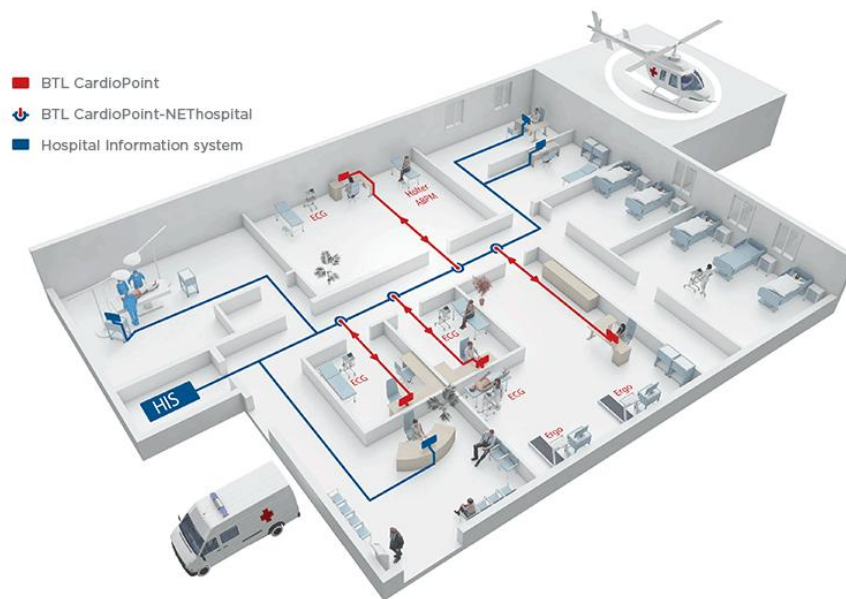 BTL CardioPoint
BTL CardioPoint-NEThospital
Hospital Information system
ECG
Holter
ABPM
ECG
ECG
ECG
Ergo
Ergo
HIS